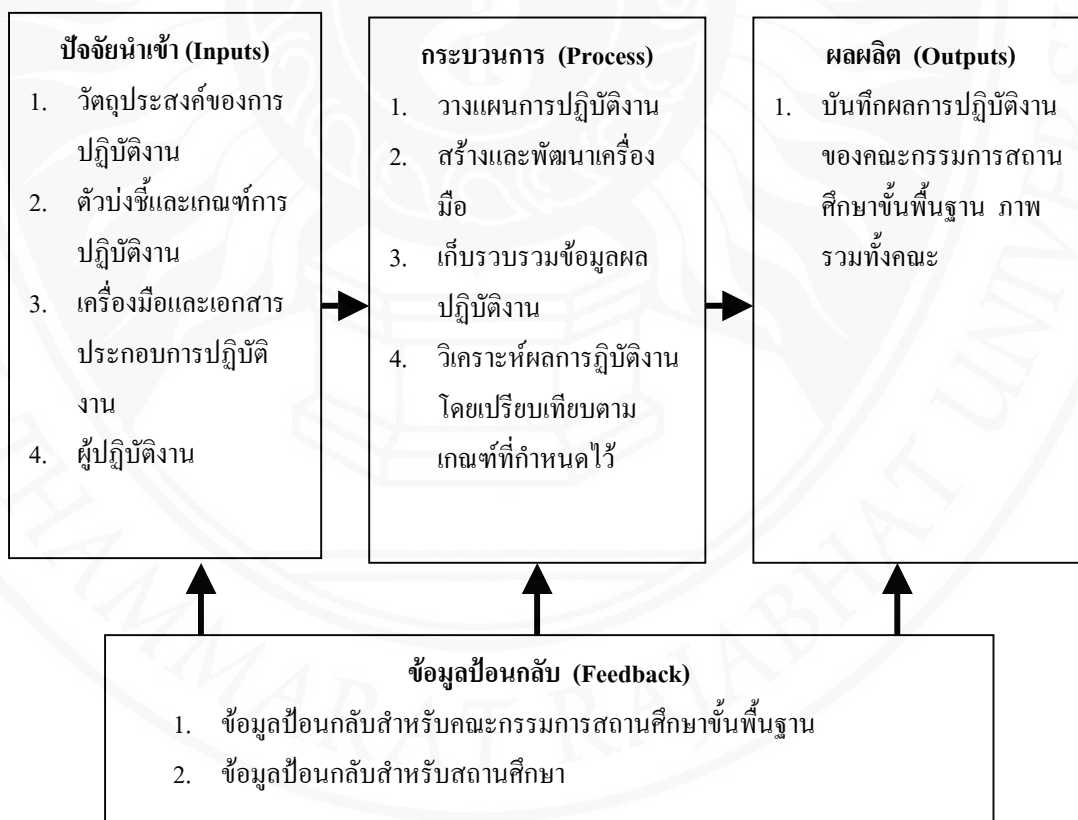 ปัจจัยนำเข้า (Inputs)
1. วัตถุประสงค์ของการ
ปฏิบัติงาน
2. ตัวบ่งชี้และเกณฑ์การ
ปฏิบัติงาน
3. เครื่องมือและเอกสาร
ประกอบการปฏิบัติ
งาน
4. ผู้ปฏิบัติงาน
กระบวนการ (Process)
1. วางแผนการปฏิบัติงาน
2. สร้างและพัฒนาเครื่อง
มือ
3. เก็บรวบรวมข้อมูลผล
ปฏิบัติงาน
4. วิเคราะห์ผลการฏิบัติงาน
โดยเปรียบเทียบตาม
เกณฑ์ที่กำหนดไว้
ผลผลิต (Outputs)
1. บันทึกผลการปฏิบัติงาน
ของคณะกรรมการสถาน
ศึกษาขั้นพื้นฐาน ภาพ
รวมทั้งคณะ
ข้อมูลป้อนกลับ (Feedback)
1. ข้อมูลป้อนกลับสำหรับคณะกรรมการสถานศึกษาขั้นพื้นฐาน
2. ข้อมูลป้อนกลับสำหรับสถานศึกษา
THAMMARAT RAJABHAT UNIVERS